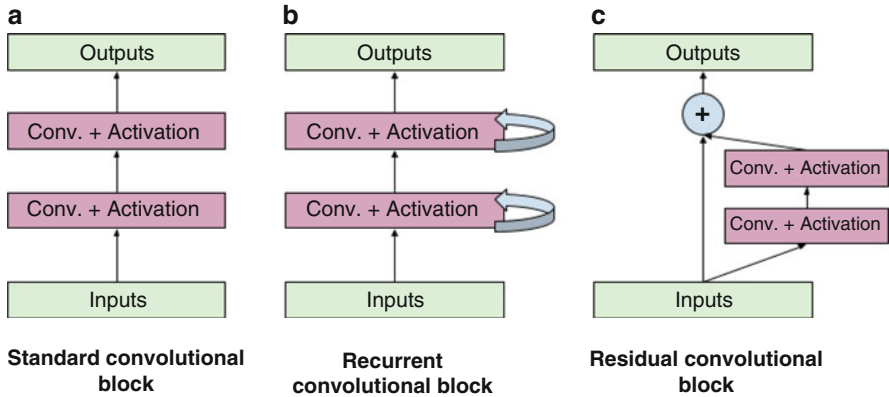 a
Outputs
Conv. + Activation
Conv. + Activation
Inputs
Standard convolutional
block
b
Outputs
Conv. + Activation
Conv. + Activation
Inputs
Recurrent
convolutional block
c
Outputs
+
Conv. + Activation
Conv. + Activation
Inputs
Residual convolutional
block